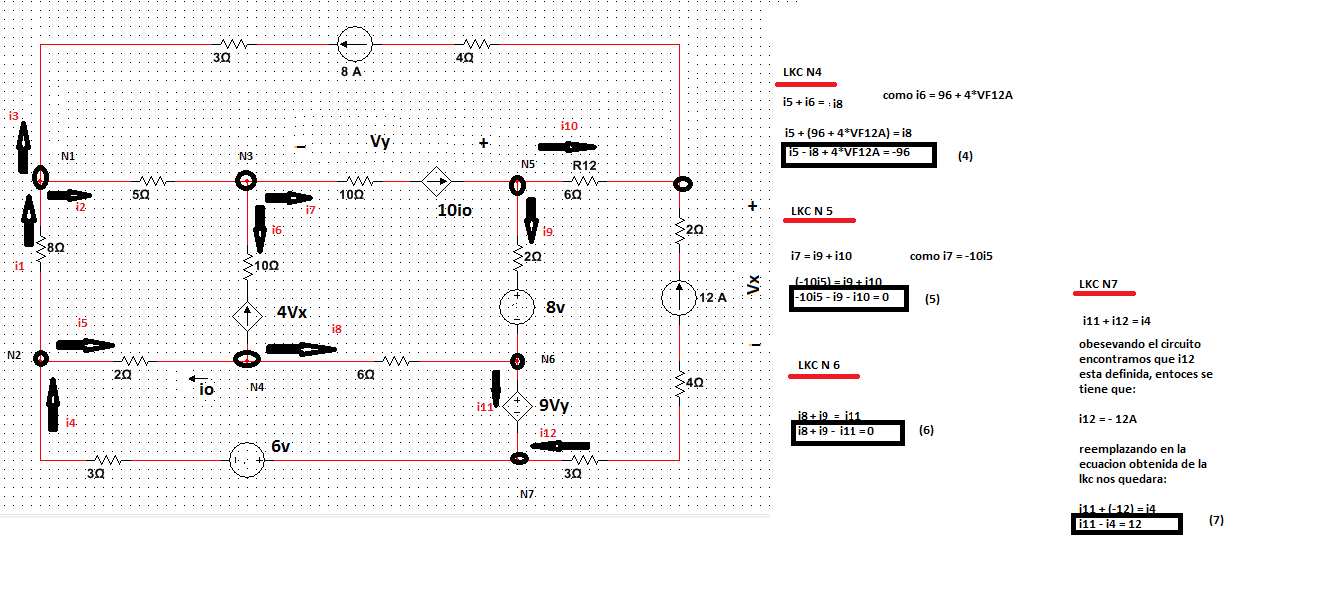 3Ω
8 A
4Ω
i3
N1
i2
5Ω
N3
− Vy +
i10
N5
R12
6Ω
i7
10Ω
10io
i6
i9
10Ω
2Ω
2Ω
8Ω
i1
+
Vx
−
12 A
4Vx
8v
i5
i8
N2
2Ω
io
N4
6Ω
N6
4Ω
i4
i11
9Vy
i12
6v
3Ω
3Ω
N7
LKC N4
i5 + i6 = i8
como i6 = 96 + 4*VF12A
i5 + (96 + 4*VF12A) = i8
i5 - i8 + 4*VF12A = -96
(4)
LKC N 5
i7 = i9 + i10
como i7 = -10i5
(-10i5) = i9 + i10
-10i5 - i9 - i10 = 0
(5)
LKC N 6
i8 + i9 = i11
i8 + i9 - i11 = 0
(6)
LKC N7
i11 + i12 = i4
obesevando el circuito
encontramos que i12
esta definida, entoces se
tiene que:
i12 = - 12A
reemplazando en la
ecuacion obtenida de la
lkc nos quedara:
i11 + (-12) = i4
i11 - i4 = 12
(7)